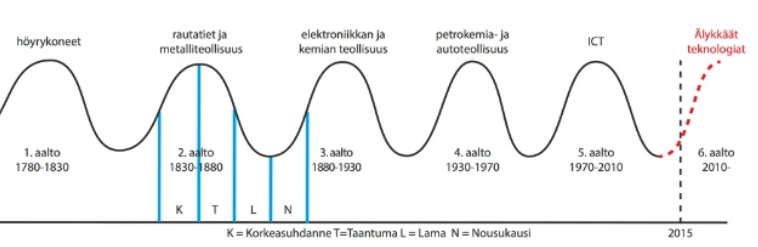 höyrykoneet
rautatiet ja
metalliteollisuus
elektroniikkan ja
kemian teollisuus
petrokemia- ja
autoteollisuus
ICT
Älykkäät
teknologiat
1. aalto
1780-1830
2. aalto
1830-1880
3. aalto
1880-1930
4. aalto
1930-1970
5. aalto
1970-2010
6. aalto
2010-
K T L N
K = Korkeasuhdanne T=Taantuma L = Lama N = Nousukausi
2015